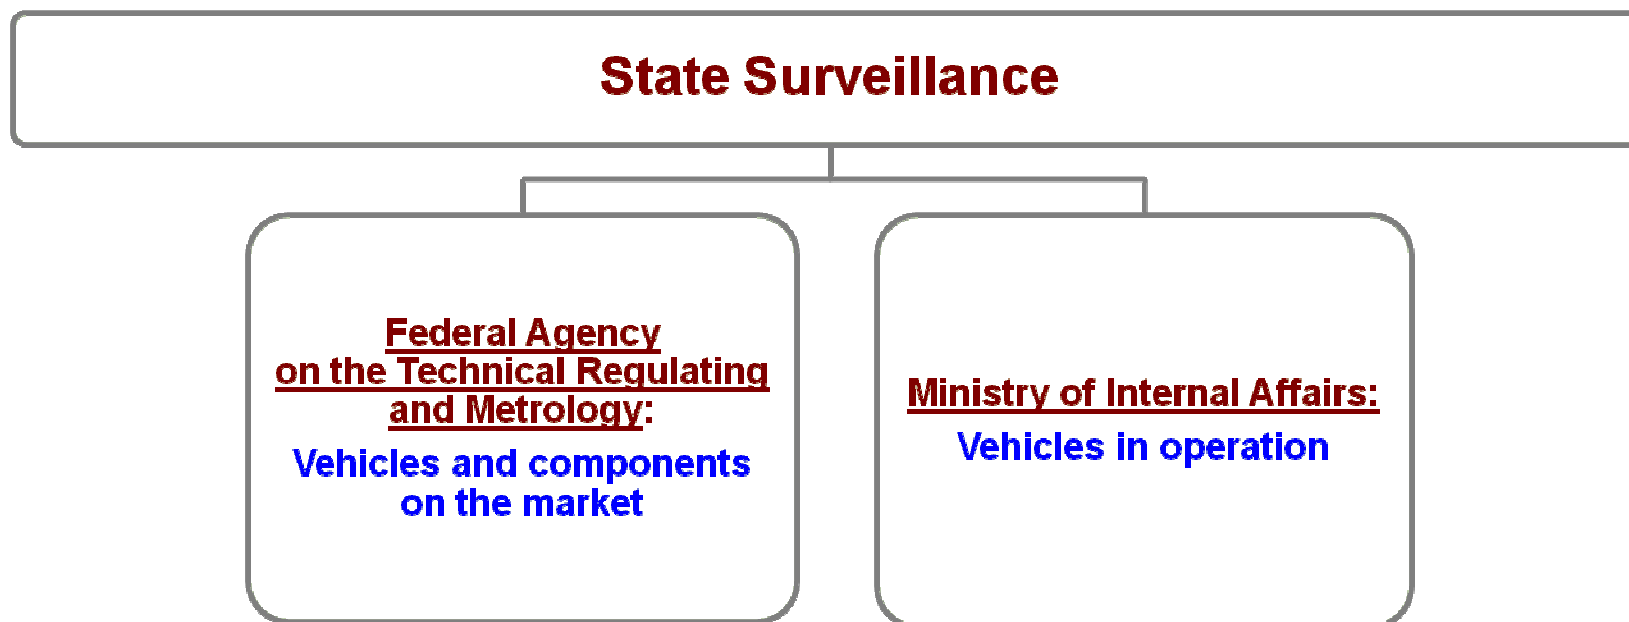 State Surveillance
Federal Agency
on the Technical Regulating
and Metrology:
Vehicles and components
on the market
Ministry of Internal Affairs:
Vehicles in operation